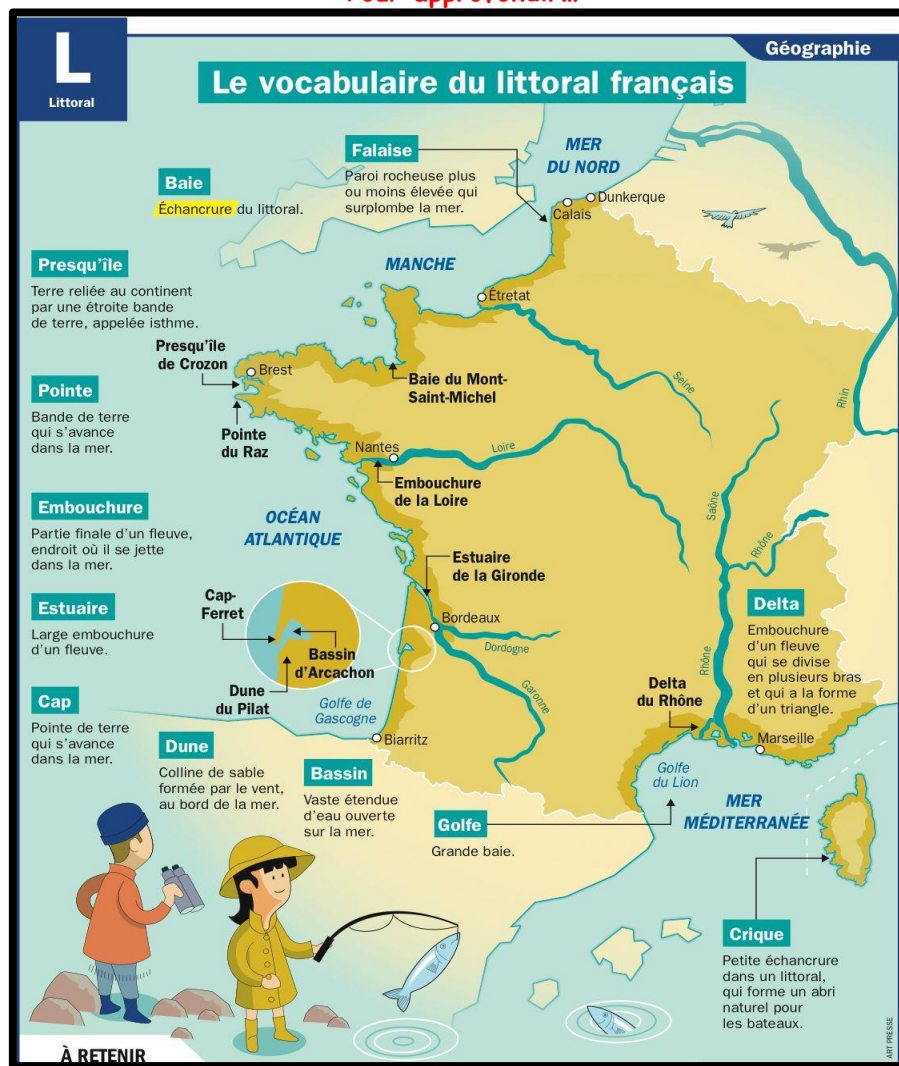 L
Littoral
Géographie
Le vocabulaire du littoral français
Baie
Échancrure du littoral.
Falaise
Paroi rocheuse plus
ou moins élevée qui
surplombe la mer.
MER
DU NORD
Dunkerque
Calais
Presqu'île
Terre reliée au continent
par une étroite bande
de terre, appelée isthme.
MANCHE
Étretat
Presqu'île
de Crozon
Brest
Baie du Mont-
Saint-Michel
Seine
Rhin
Pointe
Bande de terre
qui s'avance
dans la mer.
Pointe
du Raz
Nantes
Loire
Embouchure
de la Loire
Saône
Rhône
Embouchure
Partie finale d'un fleuve,
endroit où il se jette
dans la mer.
OCÉAN
ATLANTIQUE
Estuaire
de la Gironde
Estuaire
Large embouchure
d'un fleuve.
Cap-
Ferret
Bassin
d'Arcachon
Dune
du Pilat
Bordeaux
Dordogne
Garonne
Rhône
Delta
Embouchure
d'un fleuve
qui se divise
en plusieurs bras
et qui a la forme
d'un triangle.
Delta
du Rhône
Marseille
Cap
Pointe de terre
qui s'avance
dans la mer.
Golfe de
Gascogne
Biarritz
Dune
Colline de sable
formée par le vent,
au bord de la mer.
Bassin
Vaste étendue
d'eau ouverte
sur la mer.
Golfe
du Lion
MER
MÉDITERRANÉE
Golfe
Grande baie.
Crique
Petite échancrure
dans un littoral,
qui forme un abri
naturel pour
les bateaux.
À RETENIR
ART PRESSE